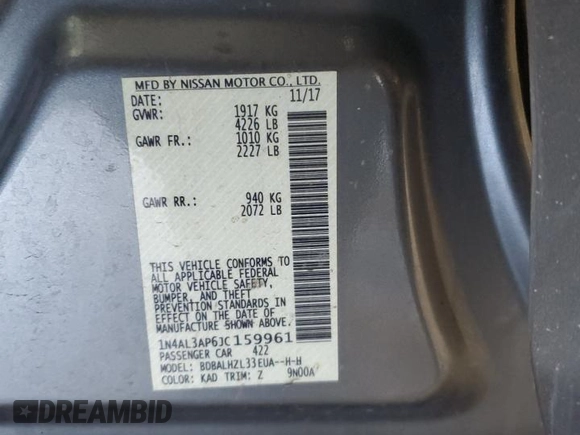 MFD BY NISSAN MOTOR CO., LTD.
DATE: 11/17
GVWR: 1917 KG
4226 LB
GAWR FR.: 1010 KG
2227 LB
GAWR RR.: 940 KG
2072 LB
THIS VEHICLE CONFORMS TO
ALL APPLICABLE FEDERAL
MOTOR VEHICLE SAFETY,
BUMPER, AND THEFT
PREVENTION STANDARDS IN
EFFECT ON THE DATE OF
MANUFACTURE SHOWN ABOVE.
1N4AL3AP6JC159961
PASSENGER CAR 422
MODEL: BDBALHZL33EUA--H-H
COLOR: KAD TRIM: Z 9N00A
DREAMBID